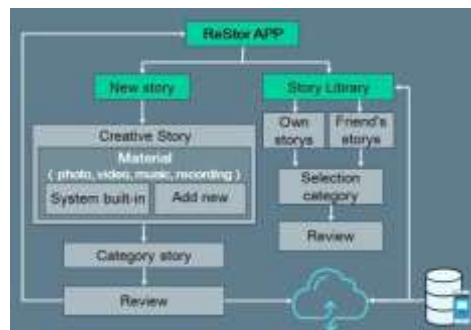 ReStor APP
New story
Story Library
Creative Story
Material
( photo, video, music, recording )
System built-in
Add new
Category story
Review
Own
storys
Friend's
storys
Selection
category
Review